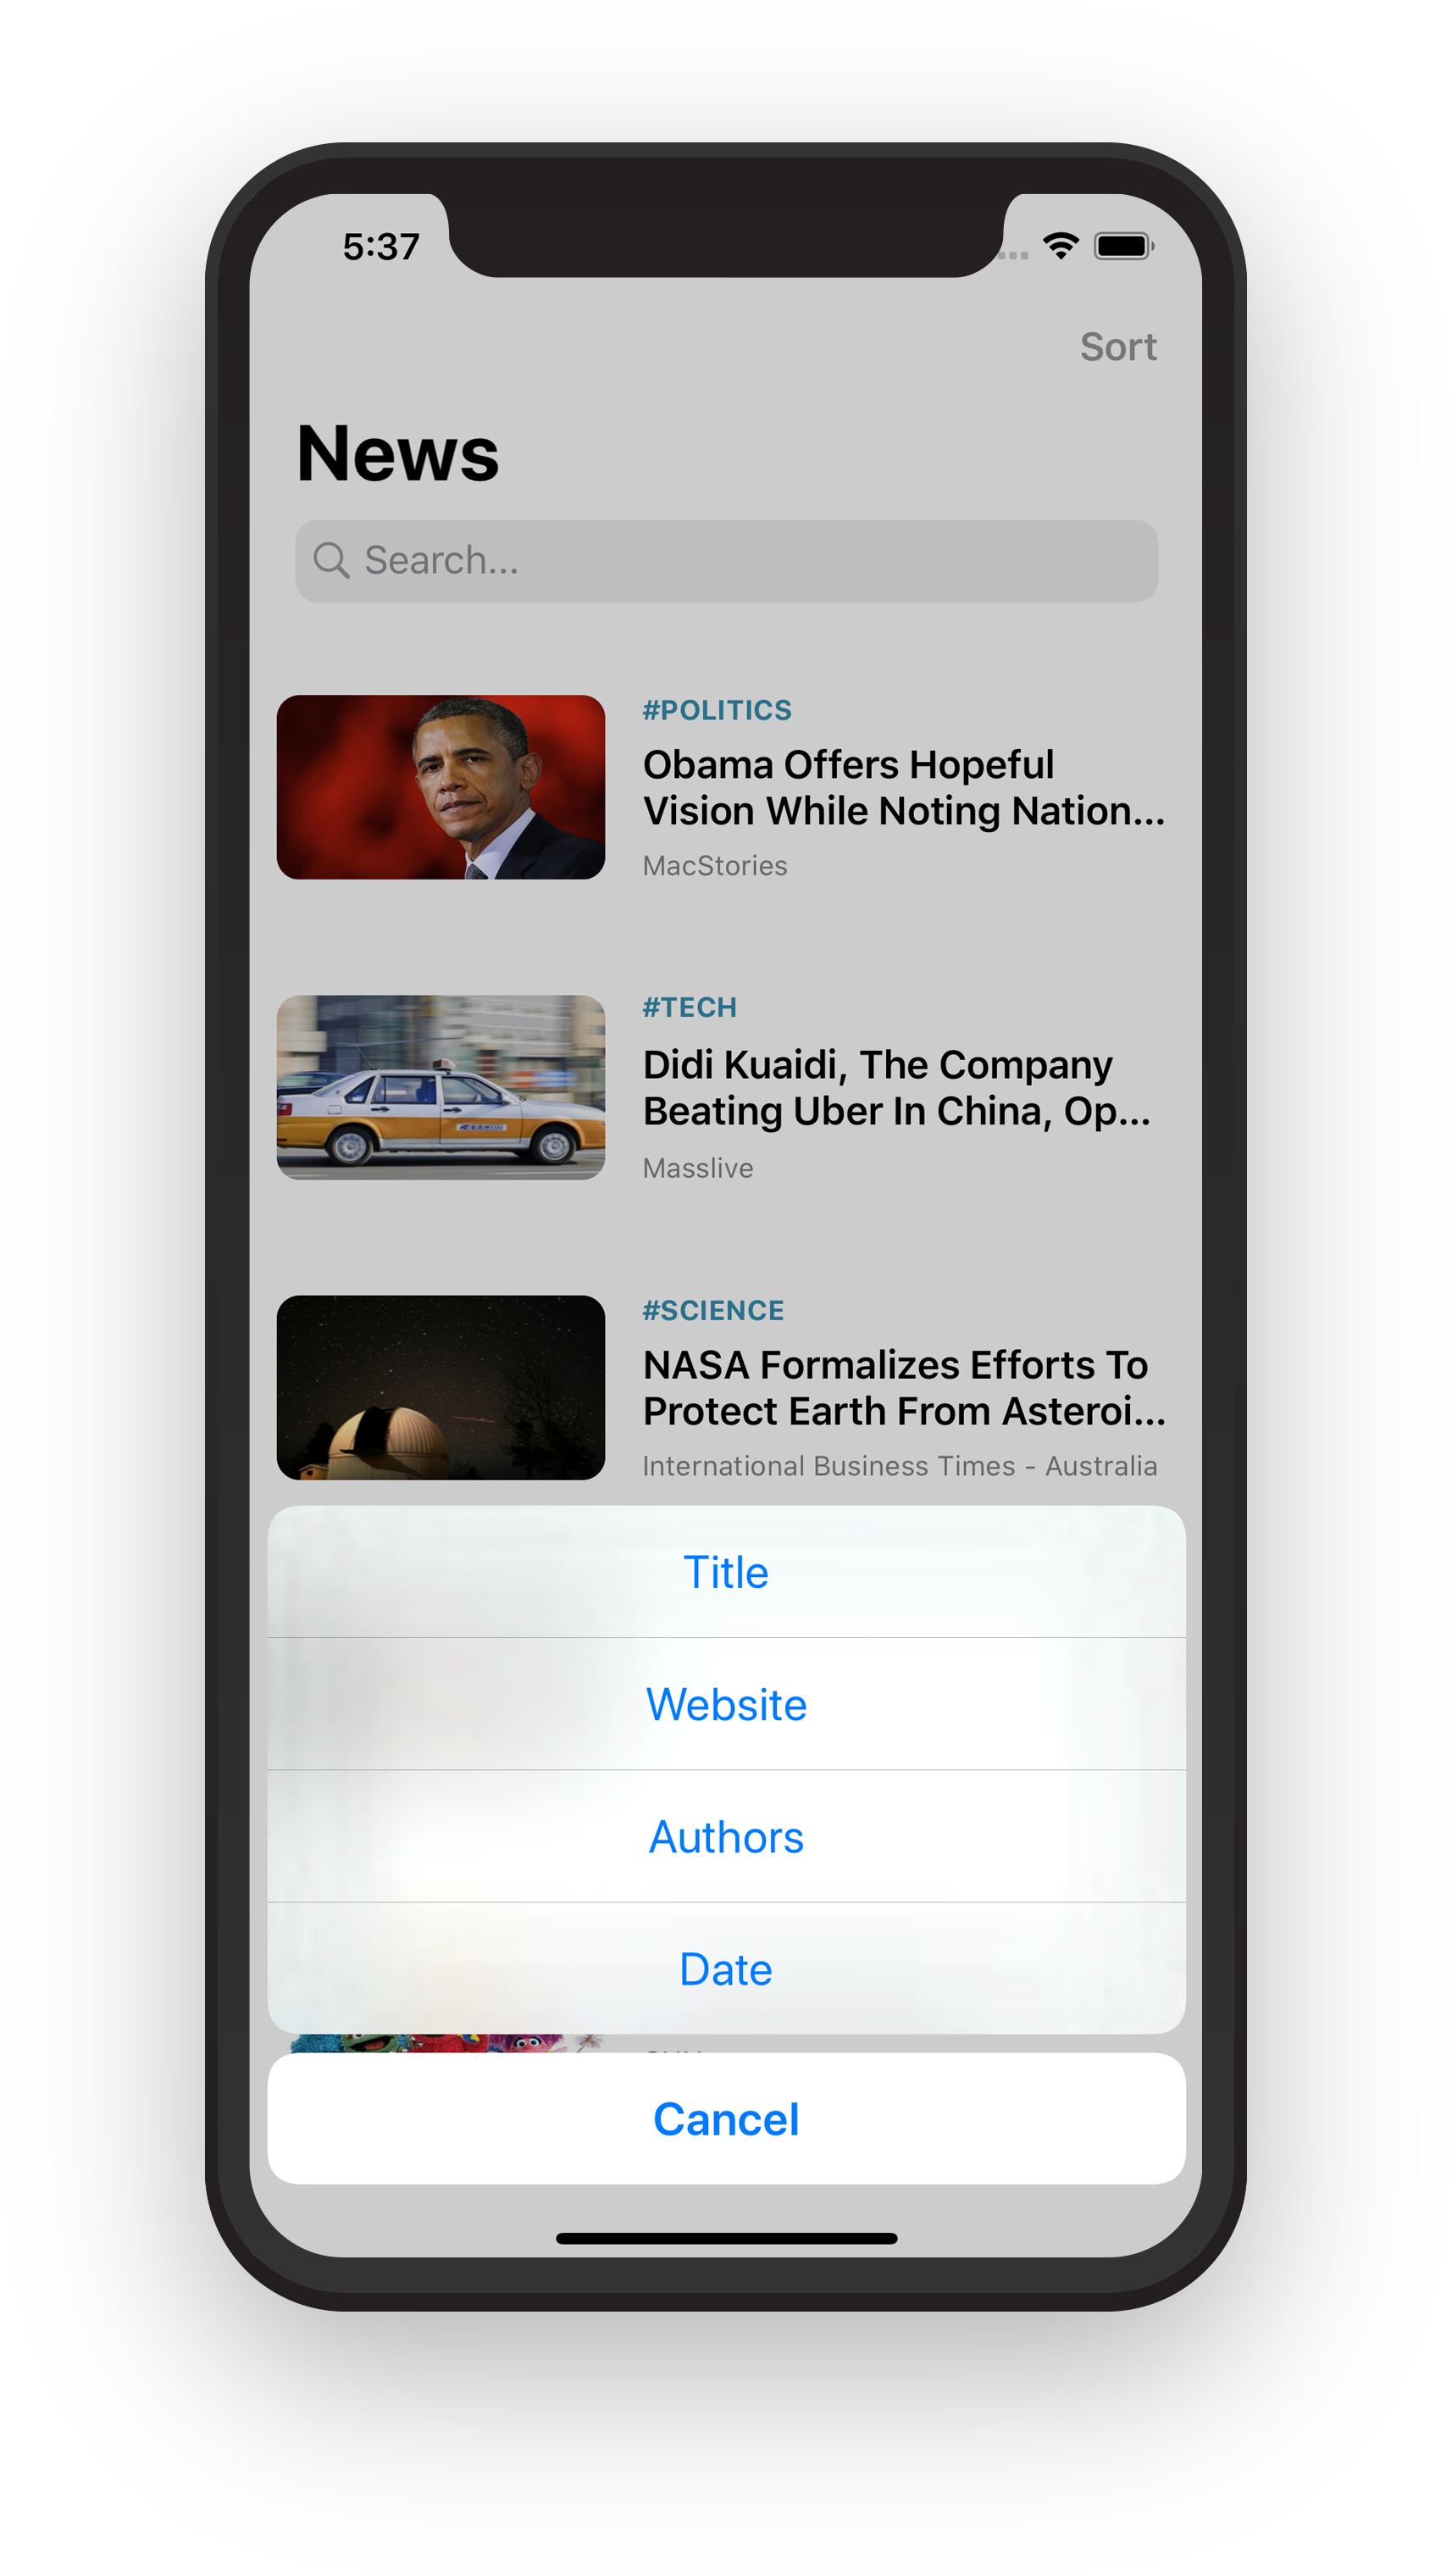 5:37
Sort
News
Search...
#POLITICS
Obama Offers Hopeful
Vision While Noting Nation...
MacStories
#TECH
Didi Kuaidi, The Company
Beating Uber In China, Op...
Masslive
#SCIENCE
NASA Formalizes Efforts To
Protect Earth From Asteroi...
International Business Times - Australia
Title
Website
Authors
Date
Cancel